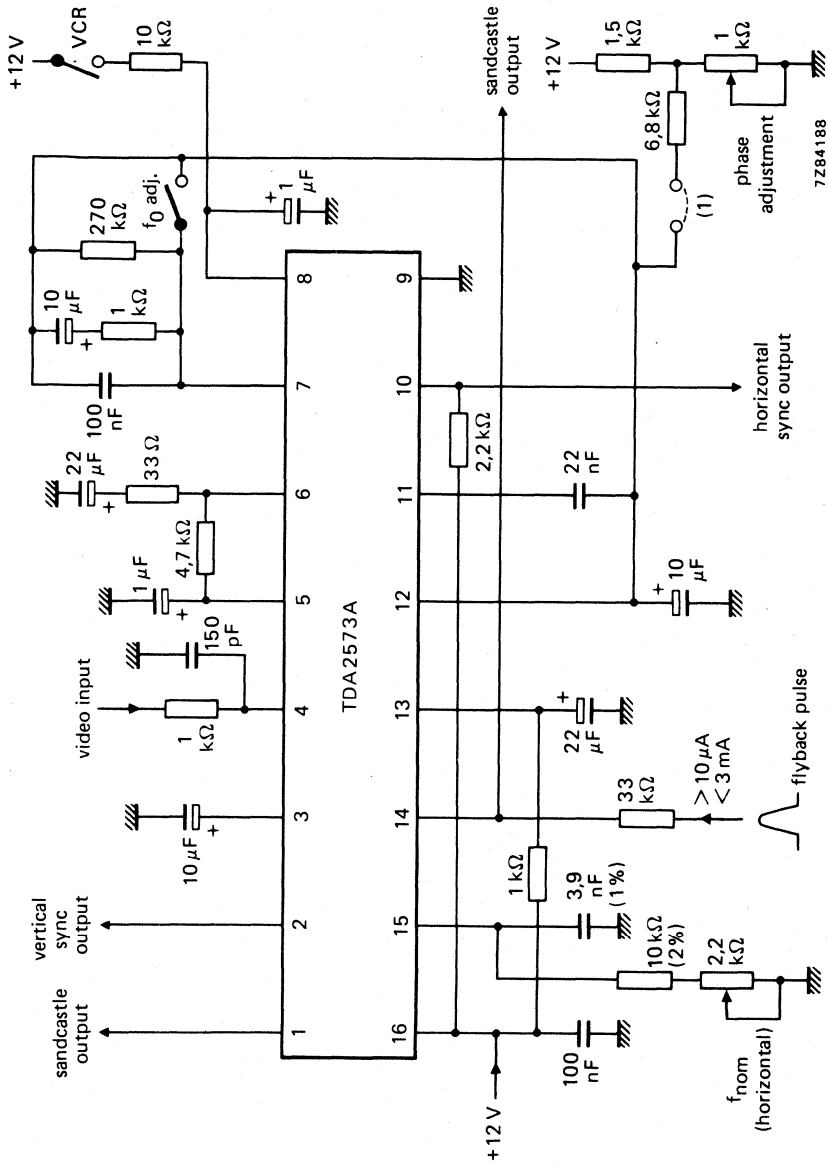 +12 V
VCR
10
kΩ
270
kΩ
f0 adj.
10
μF
+
1
kΩ
100
nF
+
1
μF
22
μF
+
33 Ω
4,7 kΩ
1 μF
+
150
pF
video input
1
kΩ
10 μF
+
vertical
sync
output
sandcastle
output
1
2
3
4
5
6
7
8
TDA2573A
16
15
14
13
12
11
10
9
sandcastle
output
+12 V
1,5
kΩ
1
kΩ
6,8 kΩ
phase
adjustment
(1)
2,2 kΩ
horizontal
sync output
22
nF
+
10
μF
+
22
μF
1 kΩ
33
kΩ
> 10 μA
< 3 mA
flyback pulse
3,9
nF
(1%)
10 kΩ
(2%)
2,2
kΩ
100
nF
+12 V
fnom
(horizontal)
7Z84188